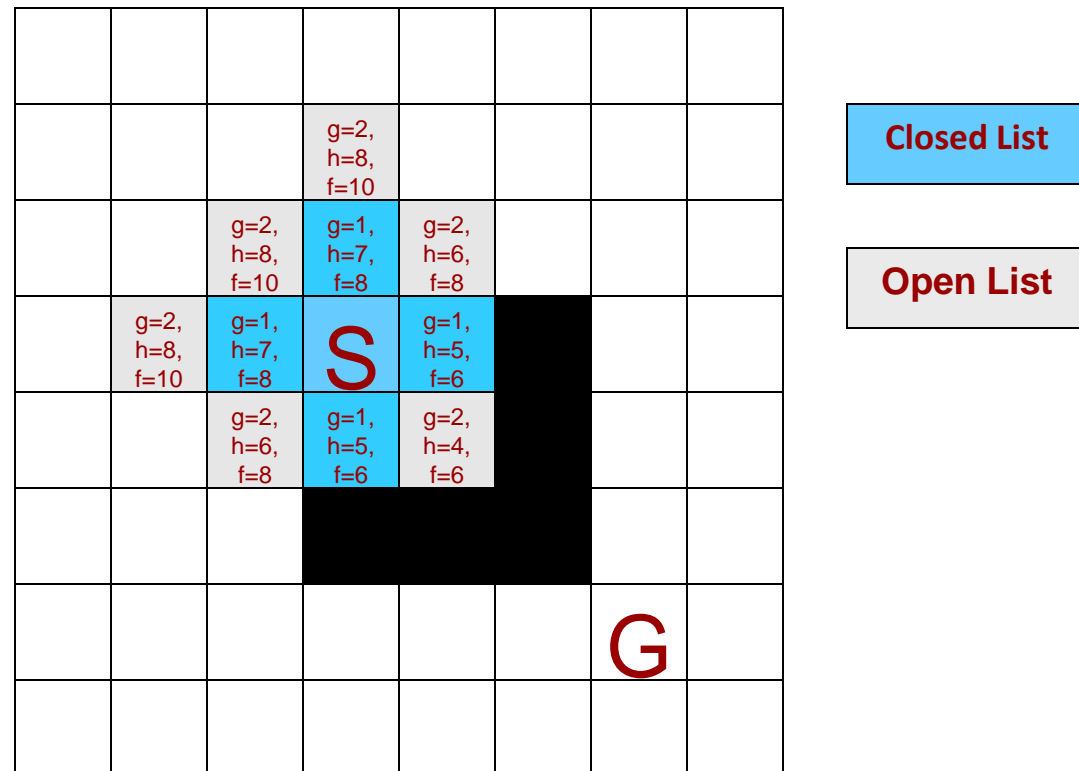 g=2,
h=8,
f=10
Closed List
g=2,
h=8,
f=10
g=1,
h=7,
f=8
g=2,
h=6,
f=8
Open List
g=2,
h=8,
f=10
g=1,
h=7,
f=8
S
g=1,
h=5,
f=6
g=2,
h=6,
f=8
g=1,
h=5,
f=6
g=2,
h=4,
f=6
G